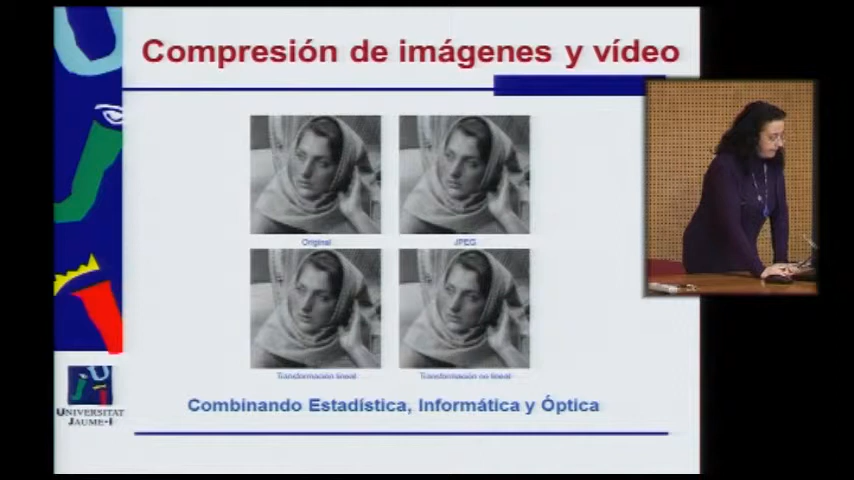 Compresión de imágenes y vídeo
Original
JPEG
Transformación lineal
Transformación no lineal
Combinando Estadística, Informática y Óptica
UNIVERSITAT
JAUME·I